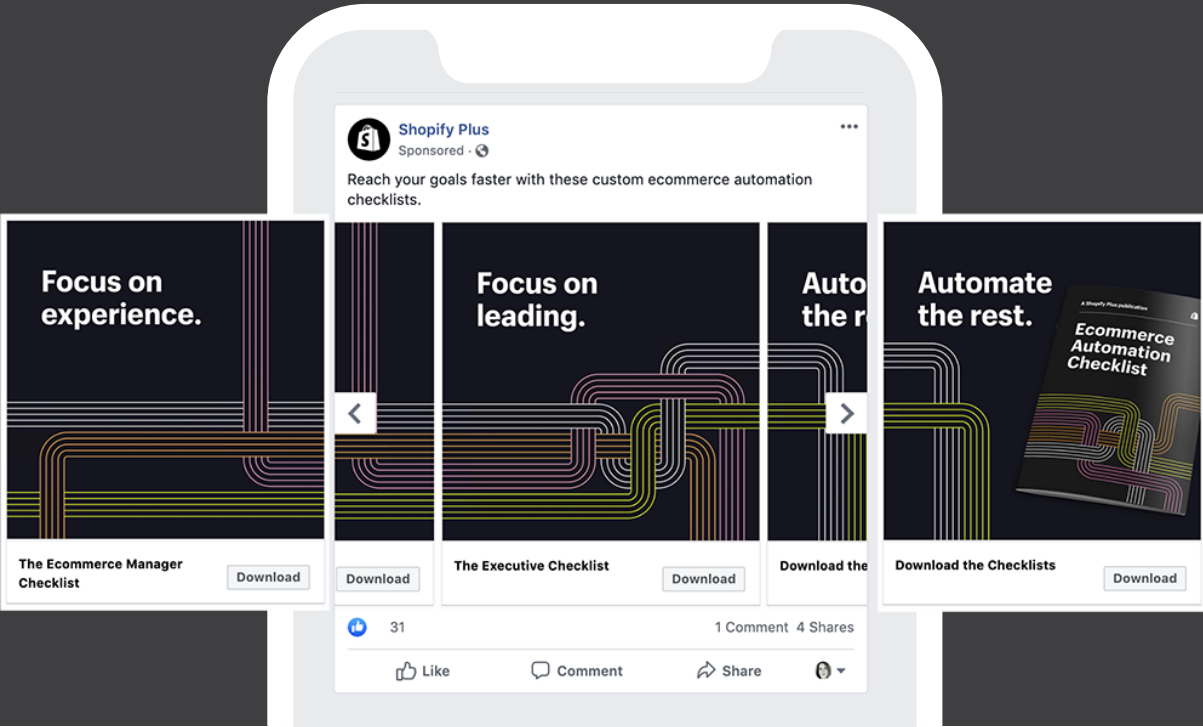 Shopify Plus
Sponsored ·
Reach your goals faster with these custom ecommerce automation
checklists.
Focus on
experience.
The Ecommerce Manager
Checklist
Download
Download
Focus on
leading.
The Executive Checklist
Download
Auto
the r
Download the
Automate
the rest.
A Shopify Plus publication
Ecommerce
Automation
Checklist
Download the Checklists
Download
31
1 Comment 4 Shares
Like
Comment
Share